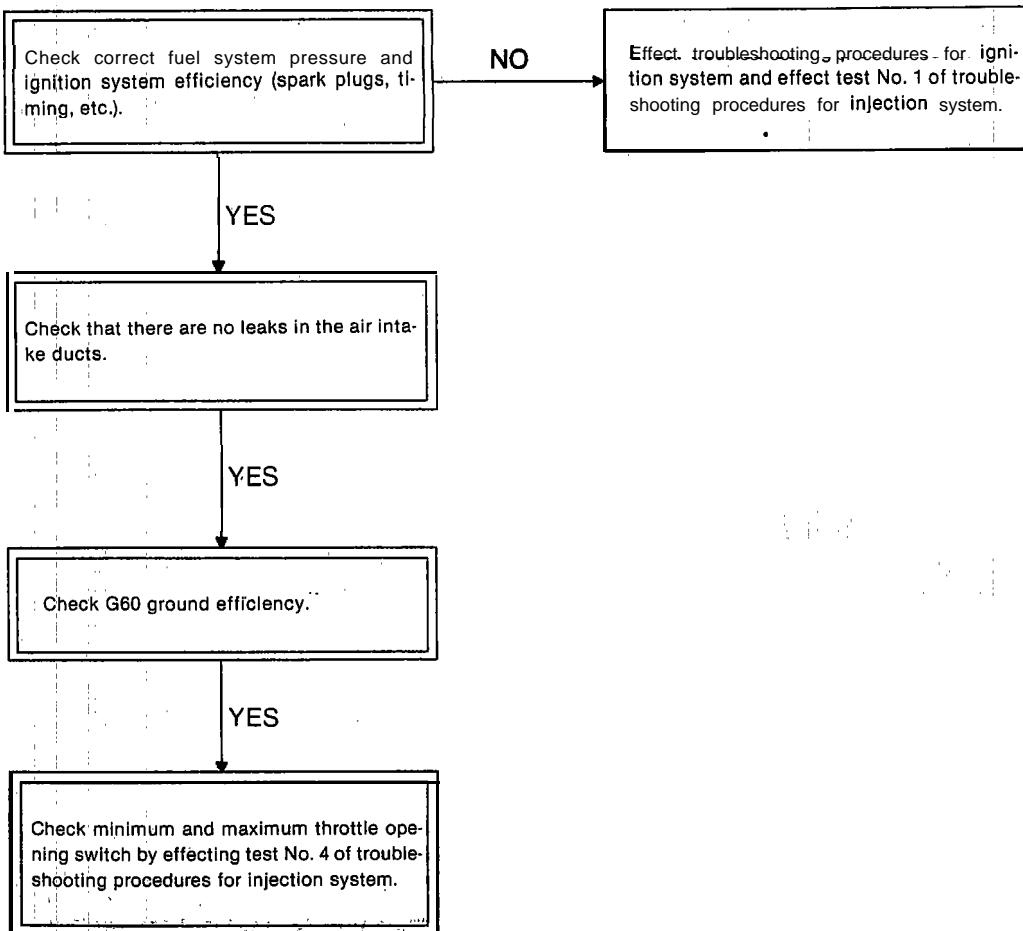 Check correct fuel system pressure and
ignition system efficiency (spark plugs, ti-
ming, etc.).
NO
Effect troubleshooting procedures for igni-
tion system and effect test No. 1 of trouble-
shooting procedures for injection system.
YES
Check that there are no leaks in the air inta-
ke ducts.
YES
Check G60 ground efficiency.
YES
Check minimum and maximum throttle ope-
ning switch by effecting test No. 4 of trouble-
shooting procedures for injection system.